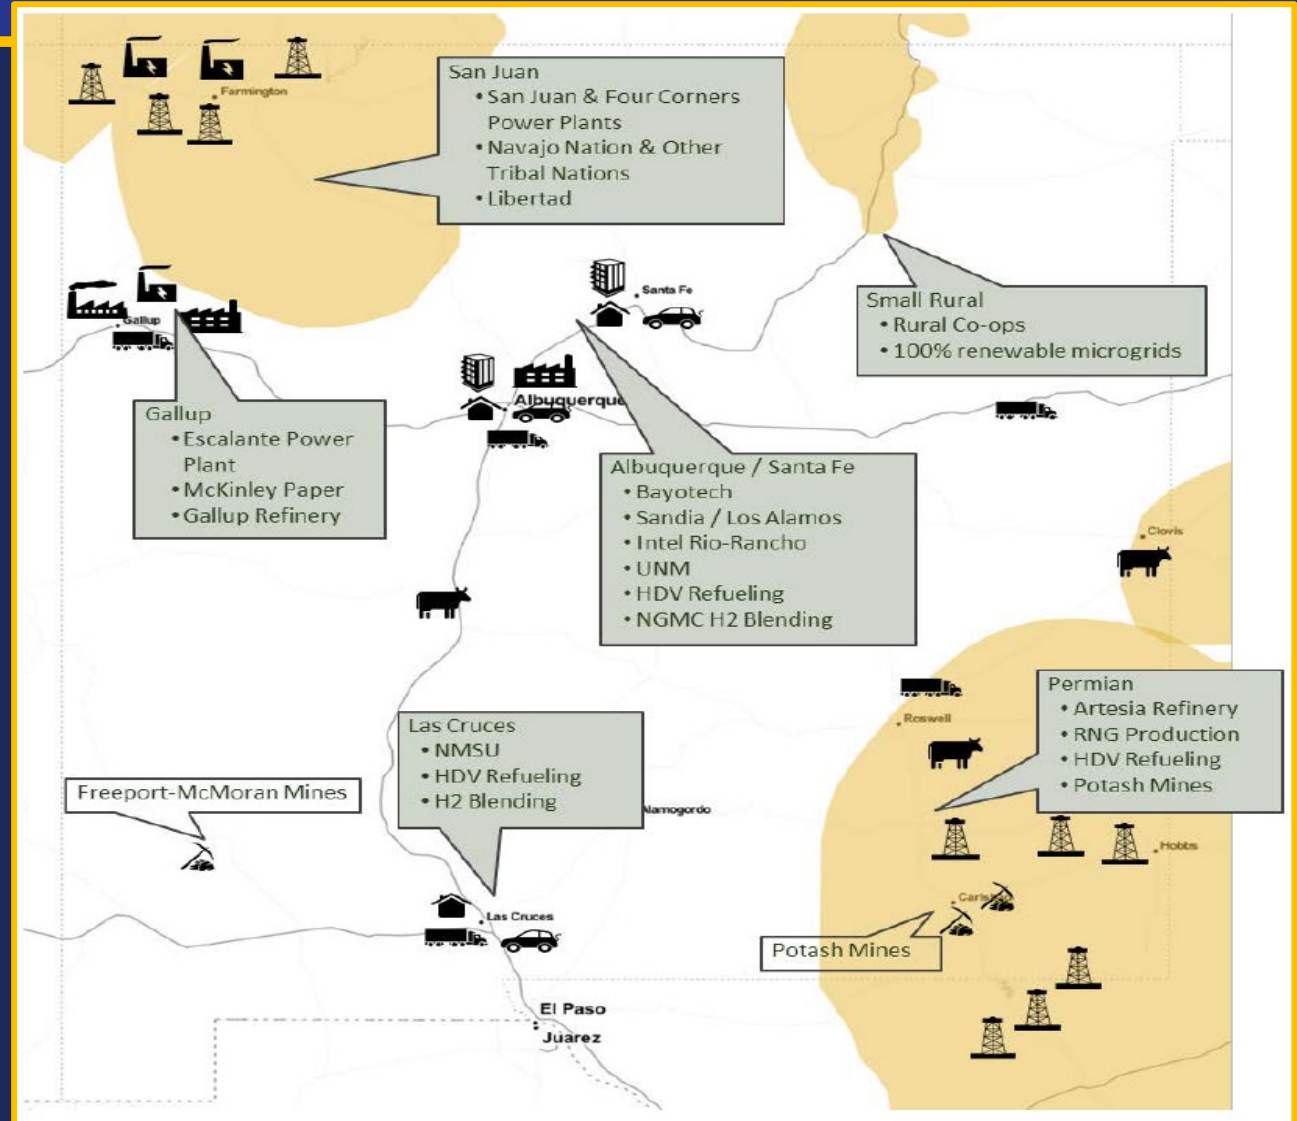 Farmington
San Juan
• San Juan & Four Corners
Power Plants
• Navajo Nation & Other
Tribal Nations
• Libertad
Santa Fe
Small Rural
• Rural Co-ops
• 100% renewable microgrids
Gallup
Albuquerque
Gallup
• Escalante Power
Plant
• McKinley Paper
• Gallup Refinery
Albuquerque / Santa Fe
• Bayotech
• Sandia / Los Alamos
• Intel Rio-Rancho
• UNM
• HDV Refueling
• NGMC H2 Blending
Clovis
Roswell
Permian
• Artesia Refinery
• RNG Production
• HDV Refueling
• Potash Mines
Las Cruces
• NMSU
• HDV Refueling
• H2 Blending
Freeport-McMoran Mines
Alamogordo
Hobbs
Carlsbad
Las Cruces
Potash Mines
El Paso
Juarez